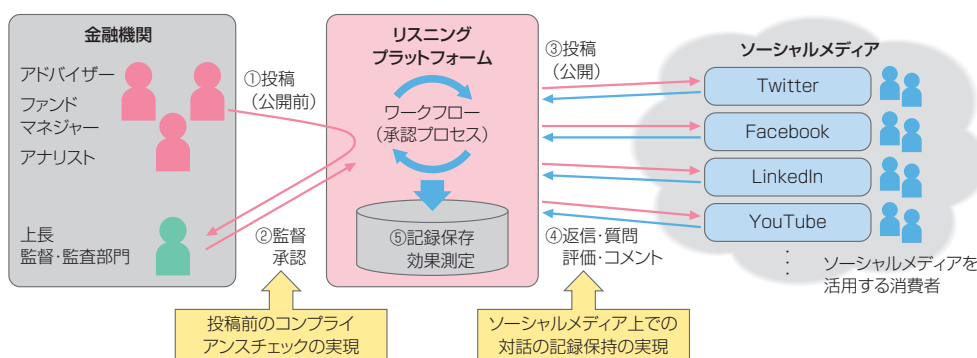 金融機関
アドバイザー
ファンド
マネジャー
アナリスト
上長
監督・監査部門
①投稿
(公開前)
②監督
承認
投稿前のコンプライ
アンスチェックの実現
リスニング
プラットフォーム
ワークフロー
(承認プロセス)
⑤記録保存
効果測定
③投稿
(公開)
④返信・質問
評価・コメント
ソーシャルメディア上での
対話の記録保持の実現
ソーシャルメディア
Twitter
Facebook
LinkedIn
YouTube
ソーシャルメディアを
活用する消費者